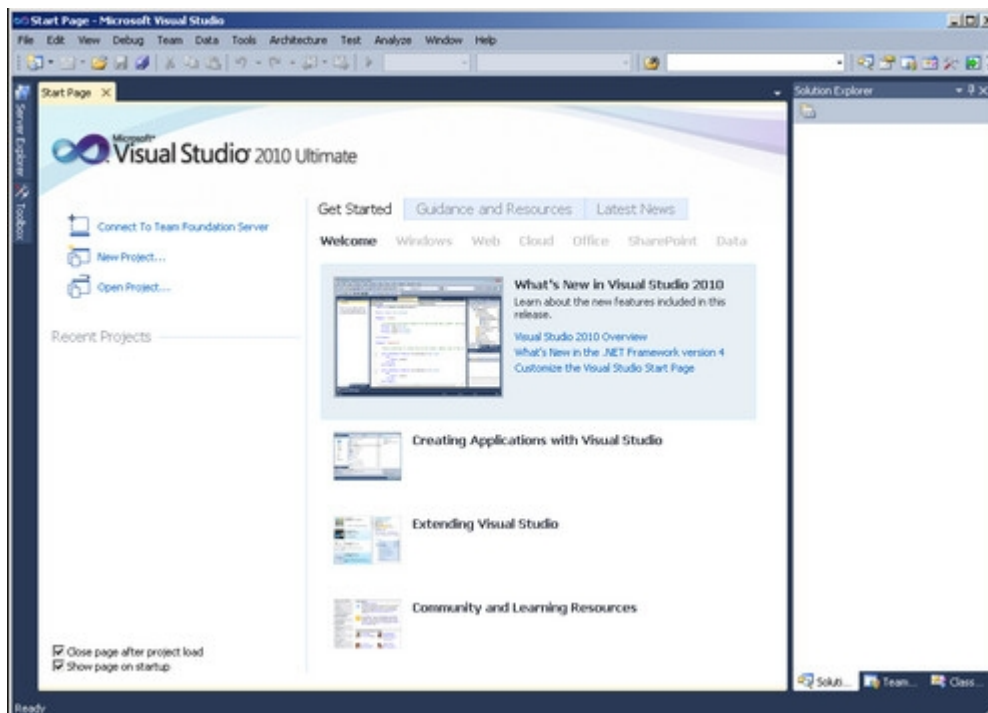 Start Page - Microsoft Visual Studio
File Edit View Debug Team Data Tools Architecture Test Analyze Window Help
Start Page
Solution Explorer
Server Explorer
Toolbox
Microsoft
Visual Studio 2010 Ultimate
Connect To Team Foundation Server
New Project...
Open Project...
Recent Projects
Close page after project load
Show page on startup
Get Started Guidance and Resources Latest News
Welcome Windows Web Cloud Office SharePoint Data
What's New in Visual Studio 2010
Learn about the new features included in this
release.
Visual Studio 2010 Overview
What's New in the .NET Framework version 4
Customize the Visual Studio Start Page
Creating Applications with Visual Studio
Extending Visual Studio
Community and Learning Resources
Soluti... Team... Class...
Ready